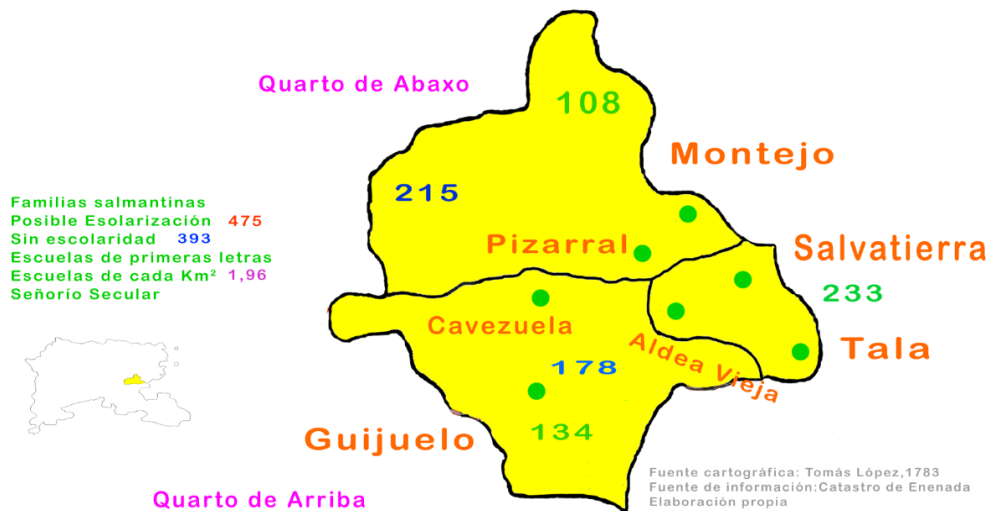 Quarto de Abaxo
108
Montejo
215
Familias salmantinas
Posible Esolarización 475
Sin escolaridad 393
Escuelas de primeras letras
Escuelas de cada Km² 1,96
Señorío Secular
Pizarral
Salvatierra
233
Cavezuela
Aldea Vieja
Tala
178
Guijuelo
134
Quarto de Arriba
Fuente cartográfica: Tomás López,1783
Fuente de información:Catastro de Enenada
Elaboración propia